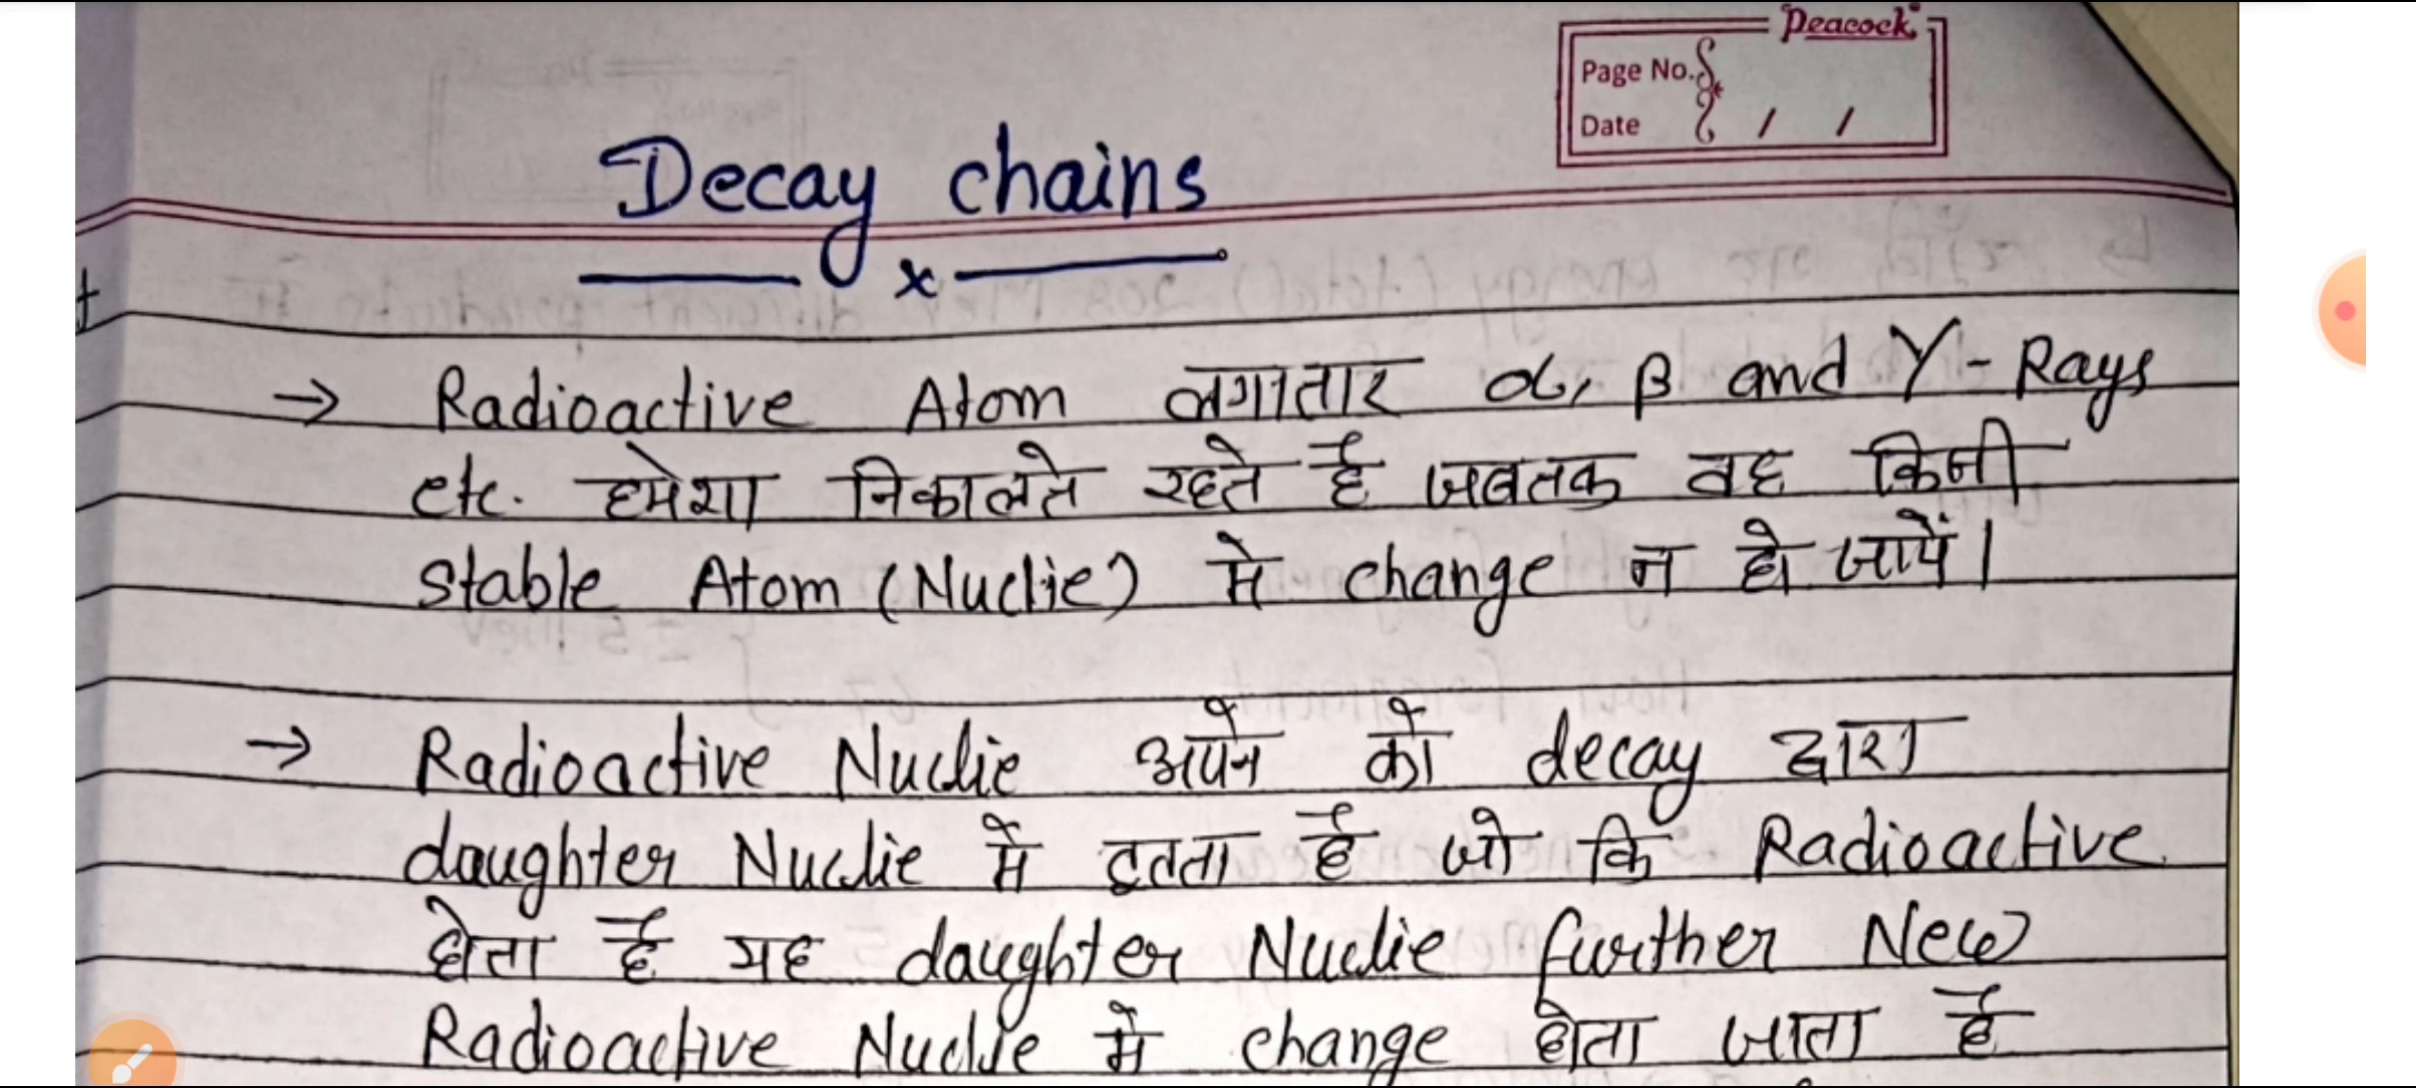 Peacock
Page No.
Date / /
Decay chains
x
→ Radioactive Atom लगातार α, β and γ-Rays
etc. हमेशा निकालते रहते है जबतक वह किसी
Stable Atom (Nuclie) मे change न हो जायें।
→ Radioactive Nuclie अपने को decay द्वारा
daughter Nuclie मे टूटता है जो कि Radioactive
होता है यह daughter Nuclie further New
Radioactive Nuclie मे change होता जाता है